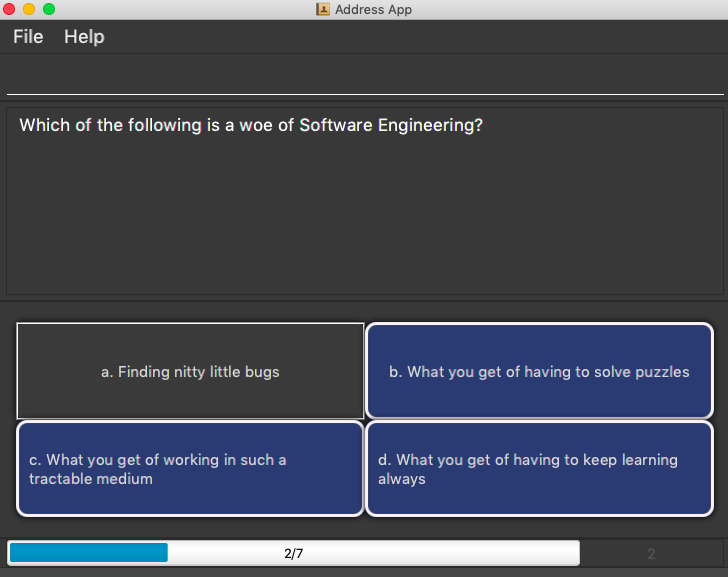 Address App
File Help
Which of the following is a woe of Software Engineering?
a. Finding nitty little bugs
b. What you get of having to solve puzzles
c. What you get of working in such a
tractable medium
d. What you get of having to keep learning
always
2/7
2